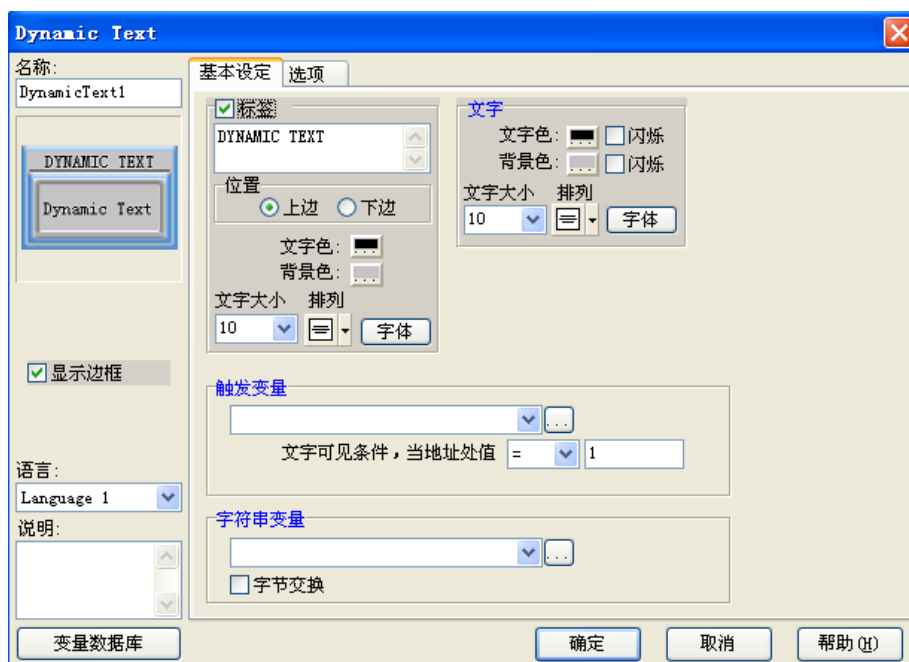 Dynamic Text
名称:
DynamicText1
DYNAMIC TEXT
Dynamic Text
显示边框
语言:
Language 1
说明:
变量数据库
基本设定 选项
标签
DYNAMIC TEXT
位置
上边 下边
文字色: ...
背景色: ...
文字大小 排列
10 字体
文字
文字色: ... 闪烁
背景色: ... 闪烁
文字大小 排列
10 字体
触发变量
...
文字可见条件，当地址处值 = 1
字符串变量
...
字节交换
确定 取消 帮助(H)